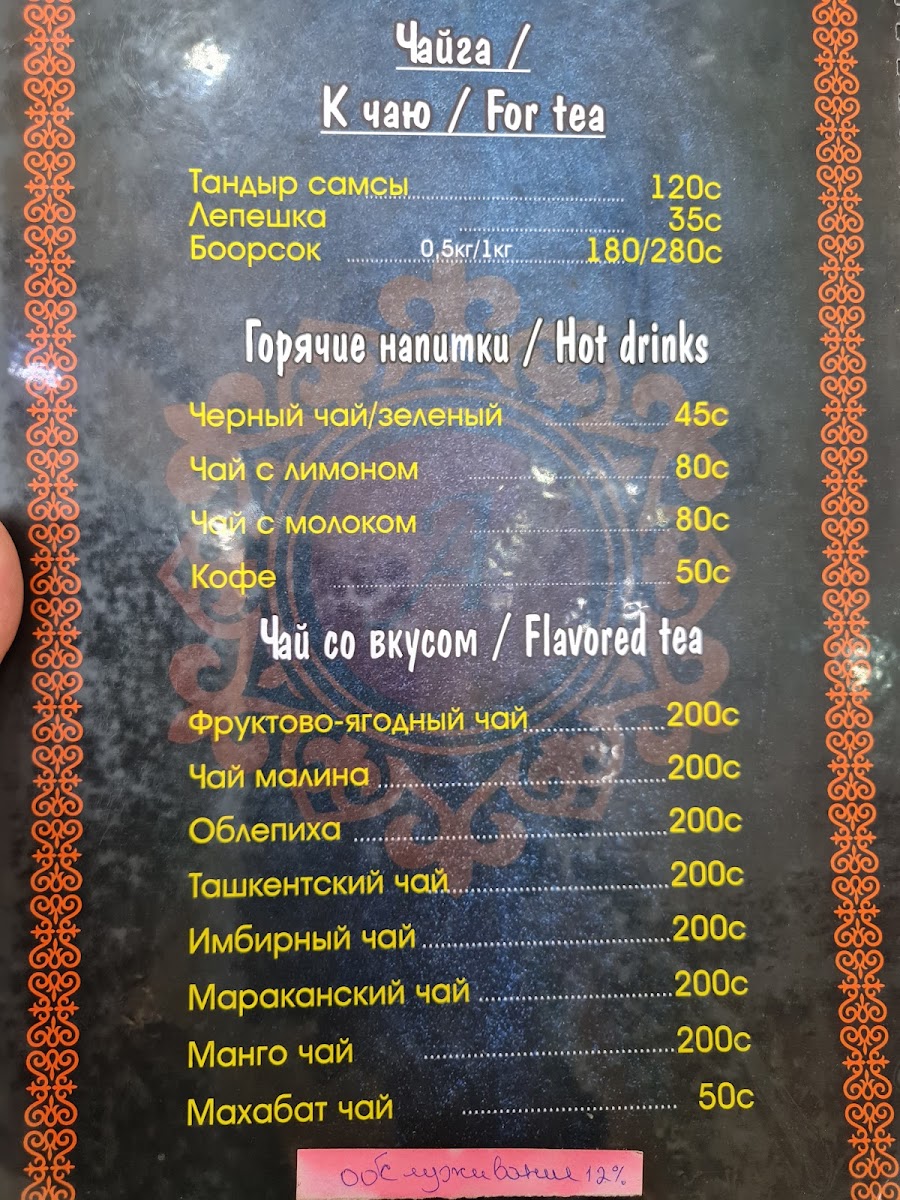 Чайга /
К чаю / For tea
Тандыр самсы 120с
Лепешка 35с
Боорсок 0,5кг/1кг 180/280с
Горячие напитки / Hot drinks
Черный чай/зеленый 45с
Чай с лимоном 80с
Чай с молоком 80с
Кофе 50с
Чай со вкусом / Flavored tea
Фруктово-ягодный чай 200с
Чай малина 200с
Облепиха 200с
Ташкентский чай 200с
Имбирный чай 200с
Мараканский чай 200с
Манго чай 200с
Махабат чай 50с
Обслуживание 12%